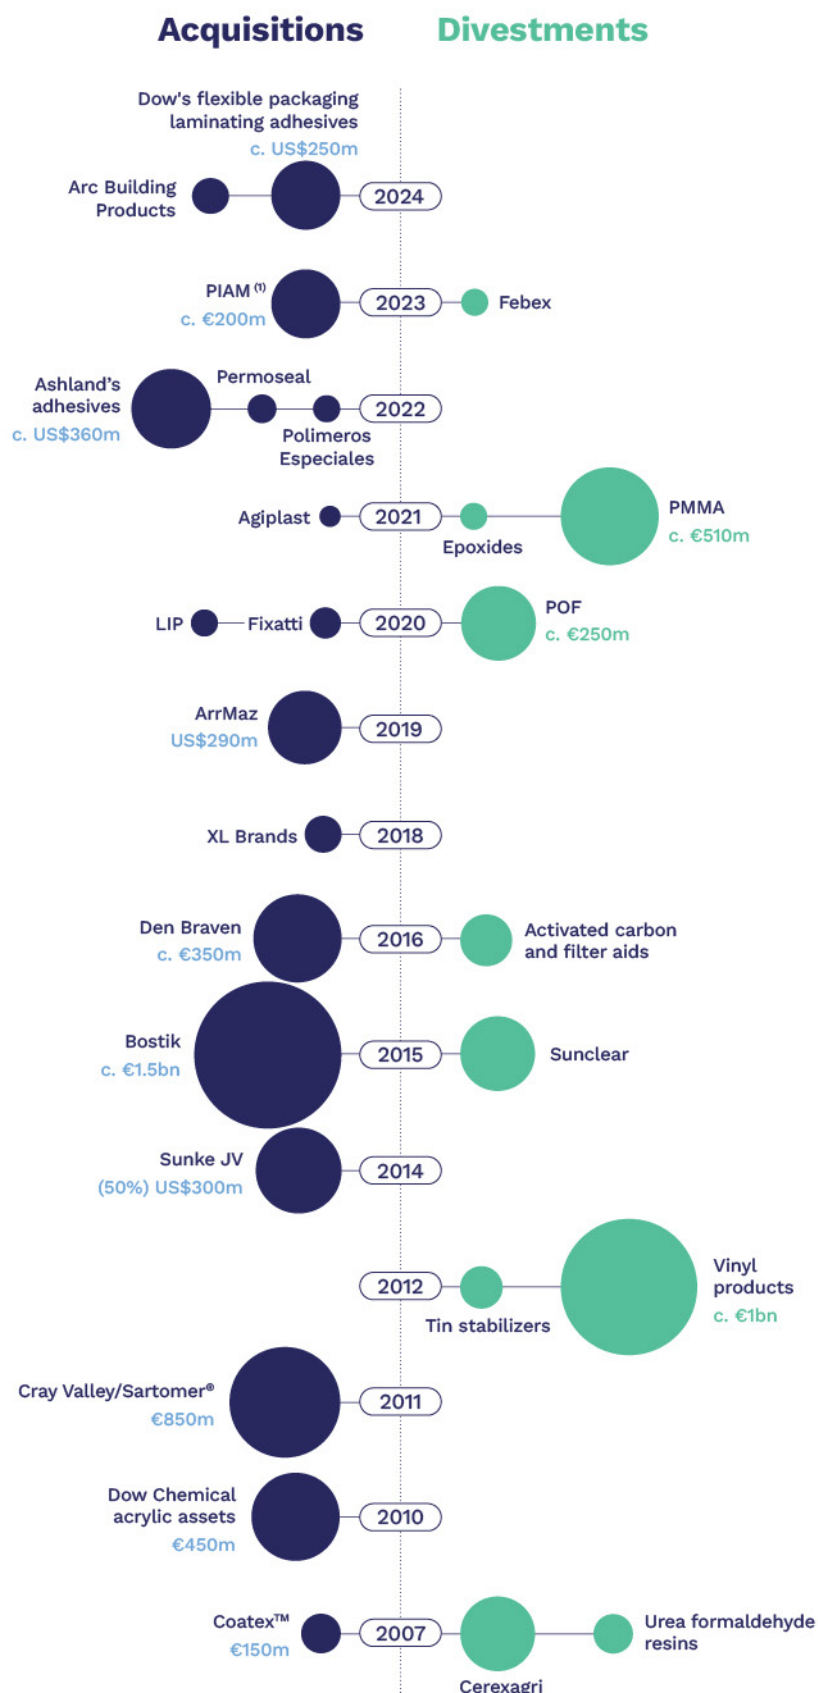 Acquisitions
Divestments
Dow's flexible packaging
laminating adhesives
c. US$250m
Arc Building
Products
2024
PIAM (1)
c. €200m
2023
Febex
Ashland's
adhesives
c. US$360m
Permoseal
Polimeros
Especiales
2022
Agiplast
2021
Epoxides
PMMA
c. €510m
LIP
Fixatti
2020
POF
c. €250m
ArrMaz
US$290m
2019
XL Brands
2018
Den Braven
c. €350m
2016
Activated carbon
and filter aids
Bostik
c. €1.5bn
2015
Sunclear
Sunke JV
(50%) US$300m
2014
2012
Tin stabilizers
Vinyl
products
c. €1bn
Cray Valley/Sartomer®
€850m
2011
Dow Chemical
acrylic assets
€450m
2010
Coatex™
€150m
2007
Cerexagri
Urea formaldehyde
resins